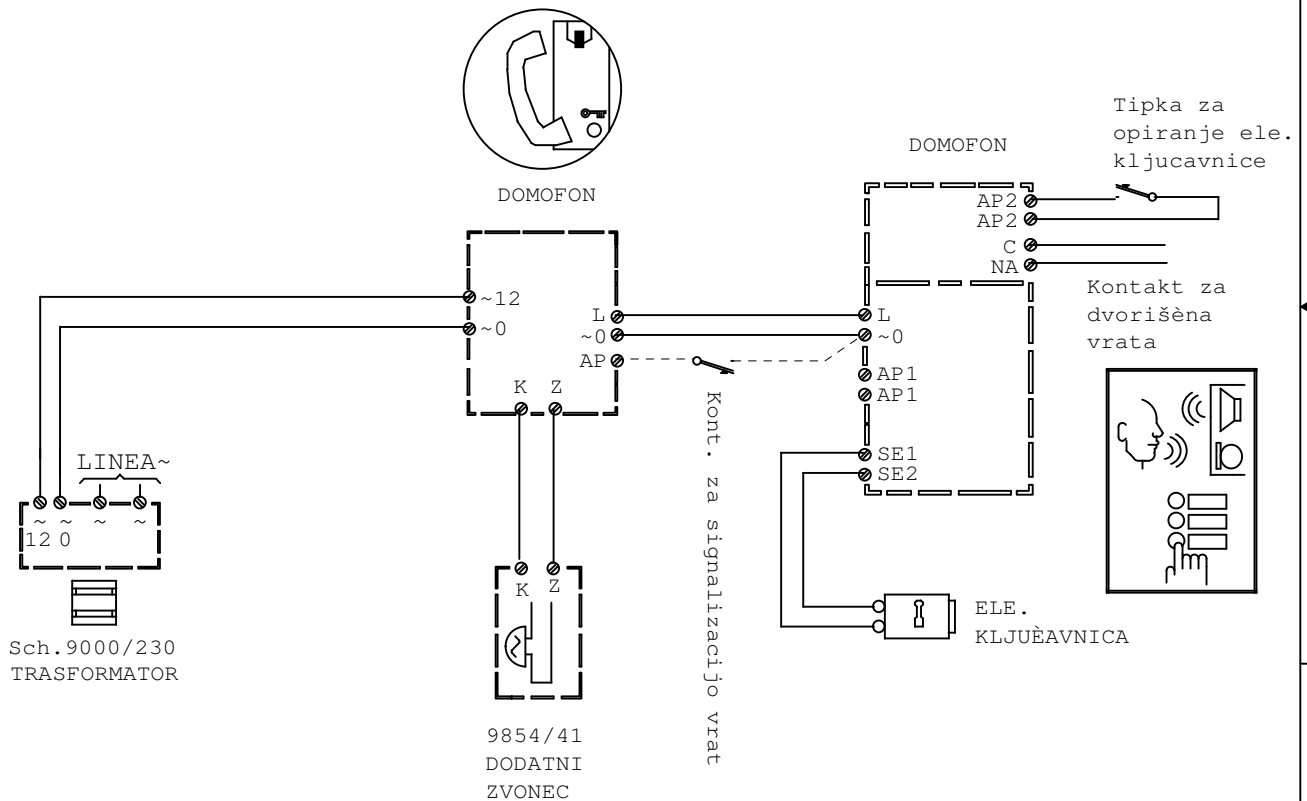 DOMOFON
~12
~0
L
~0
AP
K Z
LINEA~
~ ~ ~ ~
12 0
Sch.9000/230
TRASFORMATOR
K Z
9854/41
DODATNI
ZVONEC
Kont. za signalizacijo vrat
DOMOFON
AP2
AP2
C
NA
L
~0
AP1
AP1
SE1
SE2
Tipka za
opiranje ele.
kljucavnice
Kontakt za
dvorišèna
vrata
ELE.
KLJUÈAVNICA